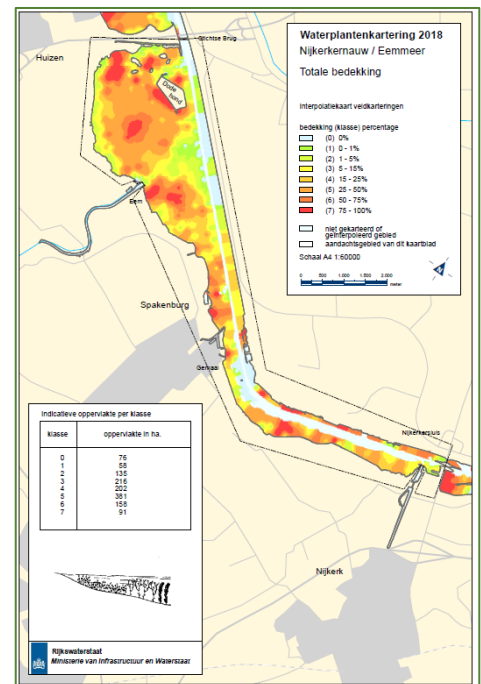 Waterplantenkartering 2018
Nijkerkernauw / Eemmeer
Totale bedekking
Interpolatiekaart veldkarteringen
bedekking (klasse) percentage
(0) 0%
(1) 0 - 1%
(2) 1 - 5%
(3) 5 - 15%
(4) 15 - 25%
(5) 25 - 50%
(6) 50 - 75%
(7) 75 - 100%
niet gekarteerd of
geïnterpoleerd gebied
aandachtsgebied van dit kaartblad
Schaal A4 1:60000
0 500 1.000 1.500 2.000
meter
Stichtse Brug
Huizen
Dode
hond
Eem
Spakenburg
Nijkerkersluis
Nijkerk
Indicatieve oppervlakte per klasse
klasse oppervlakte in ha.
0 76
1 58
2 135
3 216
4 202
5 381
6 158
7 91
Rijkswaterstaat
Ministerie van Infrastructuur en Waterstaat